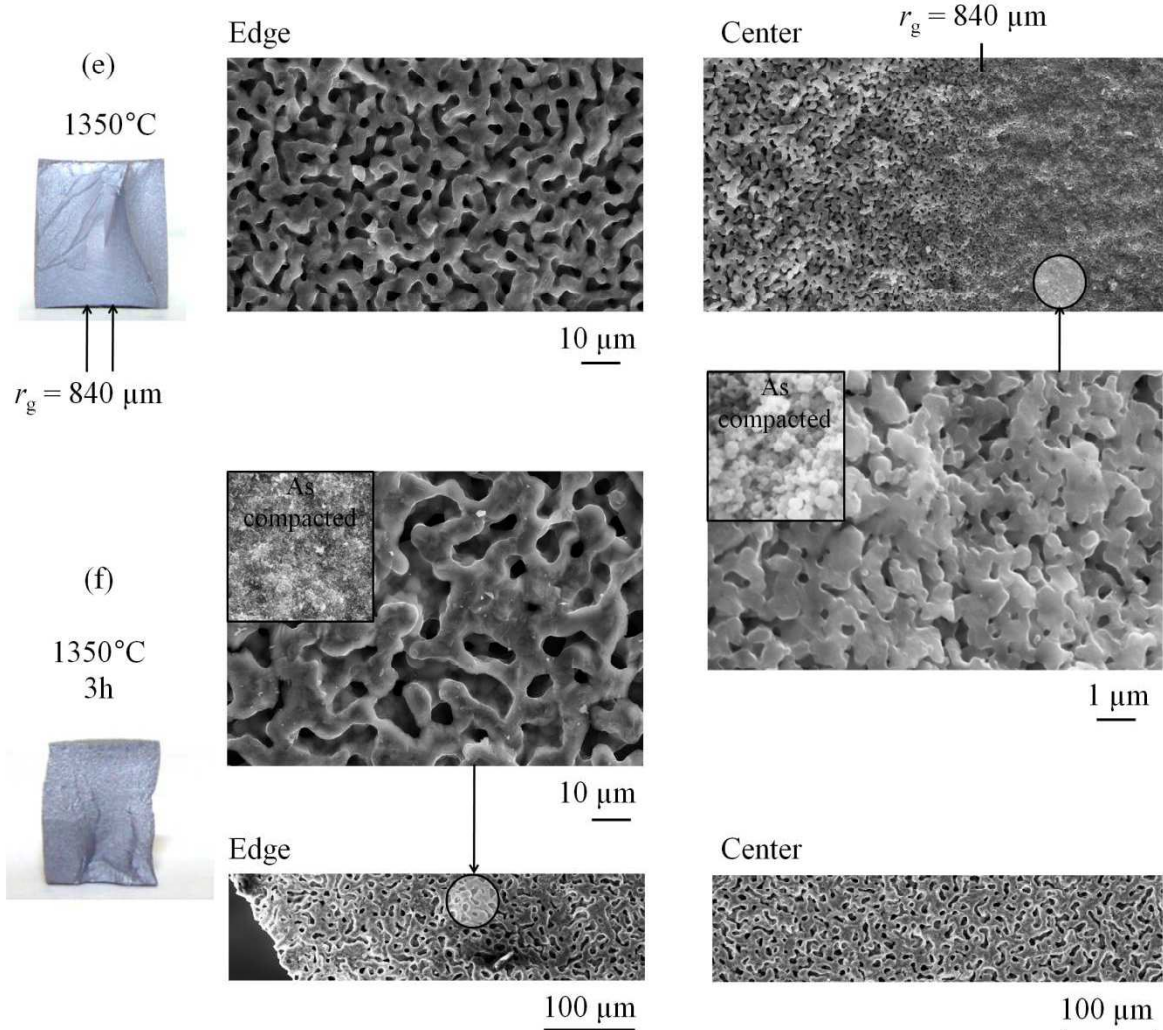 (e)
1350°C
r_g = 840 µm
Edge
10 µm
Center
r_g = 840 µm
As
compacted
1 µm
(f)
1350°C
3h
As
compacted
10 µm
Edge
100 µm
Center
100 µm